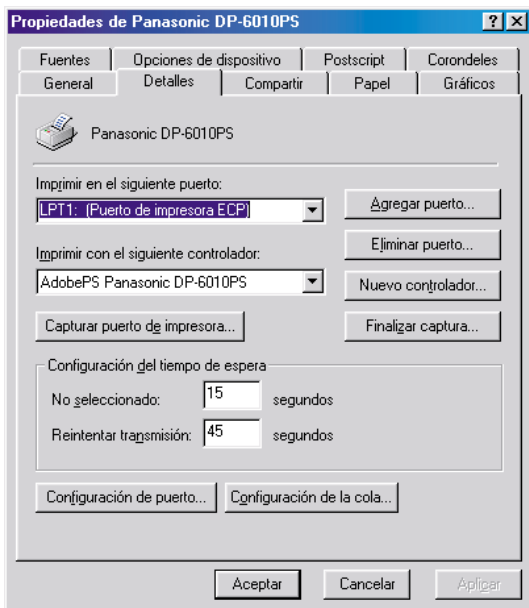 Propiedades de Panasonic DP-6010PS
Fuentes Opciones de dispositivo Postscript Corondeles
General Detalles Compartir Papel Gráficos
Panasonic DP-6010PS
Imprimir en el siguiente puerto:
LPT1: (Puerto de impresora ECP)
Agregar puerto...
Eliminar puerto...
Imprimir con el siguiente controlador:
AdobePS Panasonic DP-6010PS
Nuevo controlador...
Capturar puerto de impresora... Finalizar captura...
Configuración del tiempo de espera
No seleccionado: 15 segundos
Reintentar transmisión: 45 segundos
Configuración de puerto... Configuración de la cola...
Aceptar Cancelar Aplicar